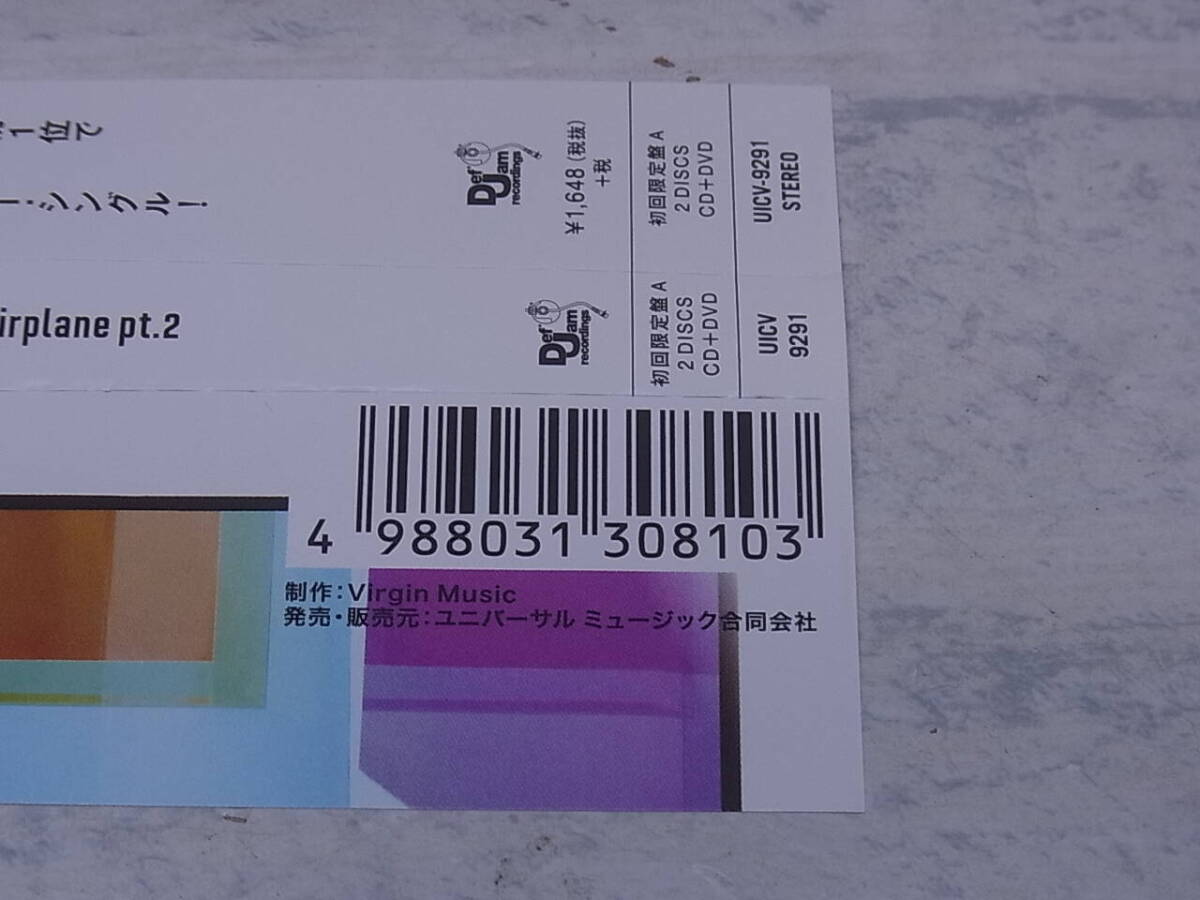 1位で
ー・シングル!
Def Jam
recordings
¥1,648(税抜)
+税
初回限定盤A
2 DISCS
CD+DVD
UICV-9291
STEREO
irplane pt.2
Def Jam
recordings
初回限定盤A
2 DISCS
CD+DVD
UICV
9291
4 988031 308103
制作:Virgin Music
発売・販売元:ユニバーサル ミュージック合同会社